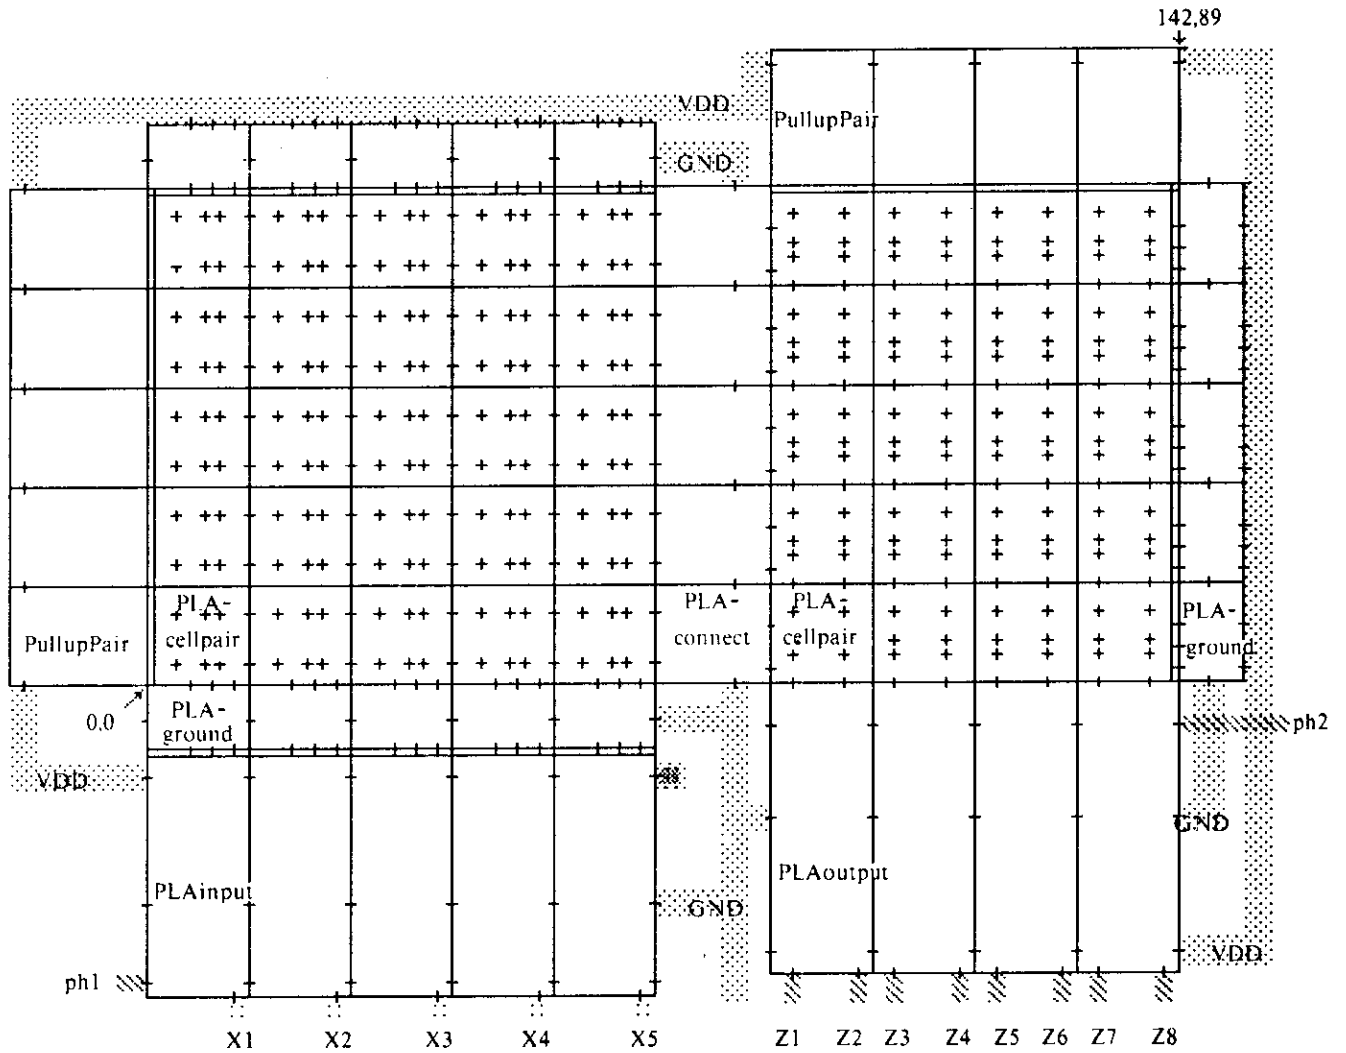 142,89
VDD
PullupPair
GND
PLA-
cellpair
PLA-
connect
PLA-
cellpair
PLA-
ground
PullupPair
0,0
PLA-
ground
ph2
VDD
GND
PLAinput
PLAoutput
GND
VDD
ph1
X1 X2 X3 X4 X5 Z1 Z2 Z3 Z4 Z5 Z6 Z7 Z8